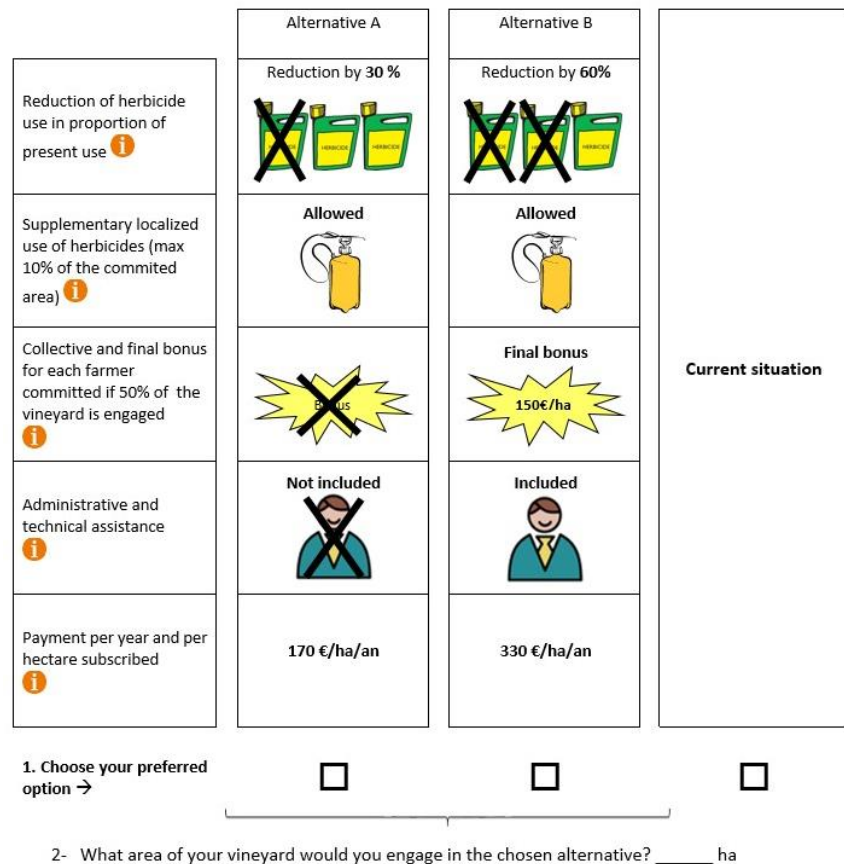 Alternative A
Alternative B
Reduction of herbicide
use in proportion of
present use i
Reduction by 30 %
HERBICIDE
HERBICIDE
Reduction by 60%
HERBICIDE
Supplementary localized
use of herbicides (max
10% of the commited
area) i
Allowed
Allowed
Collective and final bonus
for each farmer
committed if 50% of the
vineyard is engaged
i
Bonus
Final bonus
150€/ha
Current situation
Administrative and
technical assistance
i
Not included
Included
Payment per year and per
hectare subscribed
i
170 €/ha/an
330 €/ha/an
1. Choose your preferred
option →
2- What area of your vineyard would you engage in the chosen alternative? ______ ha